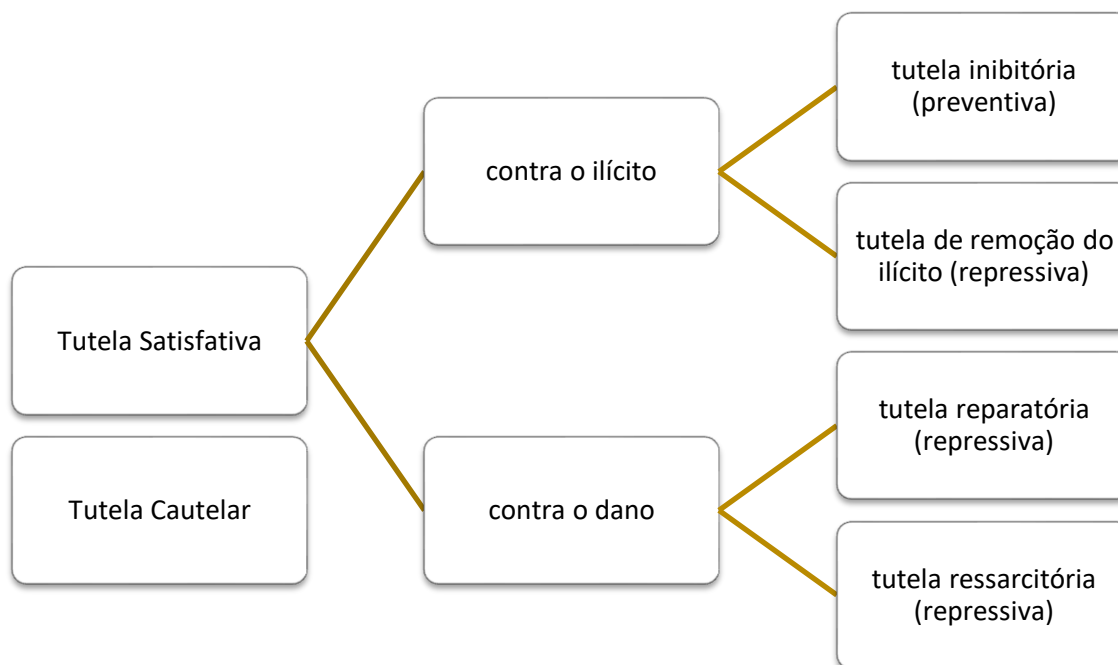 Tutela Satisfativa
Tutela Cautelar
contra o ilícito
contra o dano
tutela inibitória
(preventiva)
tutela de remoção do
ilícito (repressiva)
tutela reparatória
(repressiva)
tutela ressarcitória
(repressiva)